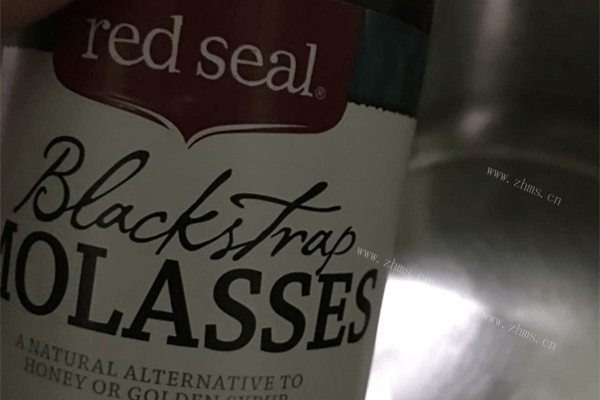 red seal®
Blackstrap
MOLASSES
A NATURAL ALTERNATIVE TO
HONEY OR GOLDEN SYRUP
www.zhms.cn
www.zhms.cn
www.zhms.cn